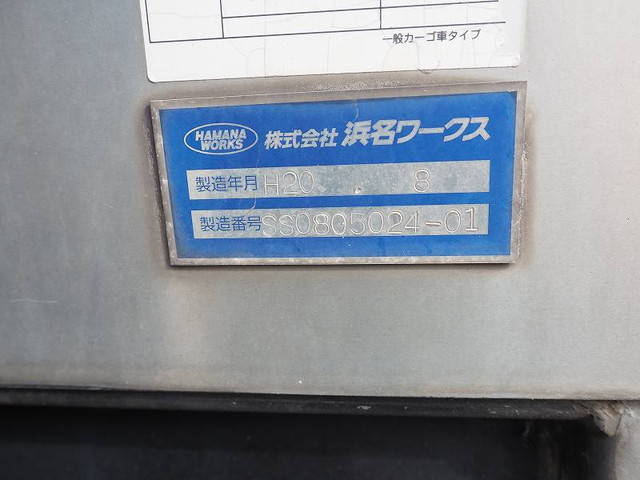 一般カーゴ車タイプ
HAMANA
WORKS
株式会社 浜名ワークス
製造年月 H20 . 8
製造番号 SS0805024-01